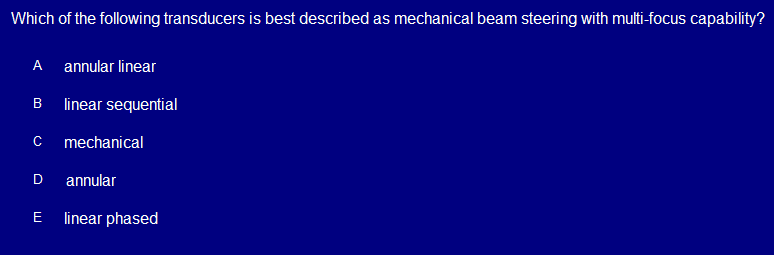 Which of the following transducers is best described as mechanical beam steering with multi-focus capability?
A annular linear
B linear sequential
C mechanical
D annular
E linear phased